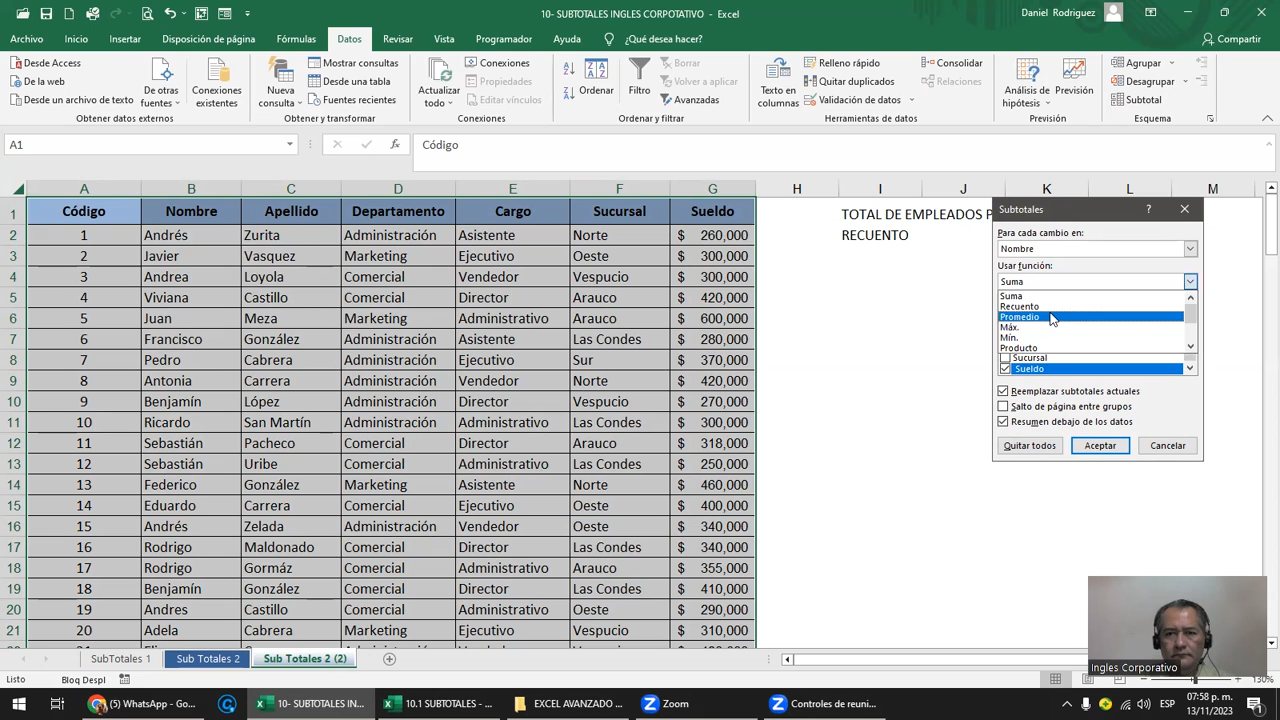 10- SUBTOTALES INGLES CORPOTATIVO - Excel
Daniel Rodriguez
Archivo Inicio Insertar Disposición de página Fórmulas Datos Revisar Vista Programador Ayuda ¿Qué desea hacer? Compartir
Desde Access
De la web
Desde un archivo de texto
De otras fuentes
Conexiones existentes
Obtener datos externos
Nueva consulta
Mostrar consultas
Desde una tabla
Fuentes recientes
Obtener y transformar
Actualizar todo
Conexiones
Propiedades
Editar vínculos
Conexiones
Ordenar
Filtro
Borrar
Volver a aplicar
Avanzadas
Ordenar y filtrar
Texto en columnas
Relleno rápido
Quitar duplicados
Validación de datos
Consolidar
Relaciones
Herramientas de datos
Análisis de hipótesis
Previsión
Previsión
Agrupar
Desagrupar
Subtotal
Esquema
A1 fx Código
A B C D E F G H I J K L M
1 Código Nombre Apellido Departamento Cargo Sucursal Sueldo TOTAL DE EMPLEADOS P
2 1 Andrés Zurita Administración Asistente Norte $ 260,000 RECUENTO
3 2 Javier Vasquez Marketing Ejecutivo Oeste $ 300,000
4 3 Andrea Loyola Comercial Vendedor Vespucio $ 300,000
5 4 Viviana Castillo Comercial Director Arauco $ 420,000
6 5 Juan Meza Marketing Administrativo Arauco $ 600,000
7 6 Francisco González Administración Asistente Las Condes $ 280,000
8 7 Pedro Cabrera Administración Ejecutivo Sur $ 370,000
9 8 Antonia Carrera Administración Vendedor Norte $ 420,000
10 9 Benjamín López Administración Director Vespucio $ 270,000
11 10 Ricardo San Martín Administración Administrativo Oeste $ 300,000
12 11 Sebastián Pacheco Comercial Director Arauco $ 318,000
13 12 Sebastián Uribe Comercial Administrativo Las Condes $ 250,000
14 13 Federico González Marketing Asistente Norte $ 460,000
15 14 Eduardo Carrera Comercial Ejecutivo Oeste $ 400,000
16 15 Andrés Zelada Administración Vendedor Oeste $ 340,000
17 16 Rodrigo Maldonado Comercial Director Las Condes $ 340,000
18 17 Rodrigo Gormáz Comercial Administrativo Arauco $ 355,000
19 18 Benjamín González Comercial Director Las Condes $ 410,000
20 19 Andres Castillo Comercial Administrativo Oeste $ 290,000
21 20 Adela Cabrera Marketing Ejecutivo Vespucio $ 310,000
Subtotales ?
Para cada cambio en:
Nombre
Usar función:
Suma
Suma
Recuento
Promedio
Máx.
Mín.
Producto
Sucursal
Sueldo
Reemplazar subtotales actuales
Salto de página entre grupos
Resumen debajo de los datos
Quitar todos Aceptar Cancelar
Ingles Corporativo
SubTotales 1 Sub Totales 2 Sub Totales 2 (2)
Listo Bloq Despl 130%
(3) WhatsApp - Go... 10- SUBTOTALES IN... 10.1 SUBTOTALES - ... EXCEL AVANZADO ... Zoom Controles de reuni... ESP 07:58 p. m.
13/11/2023